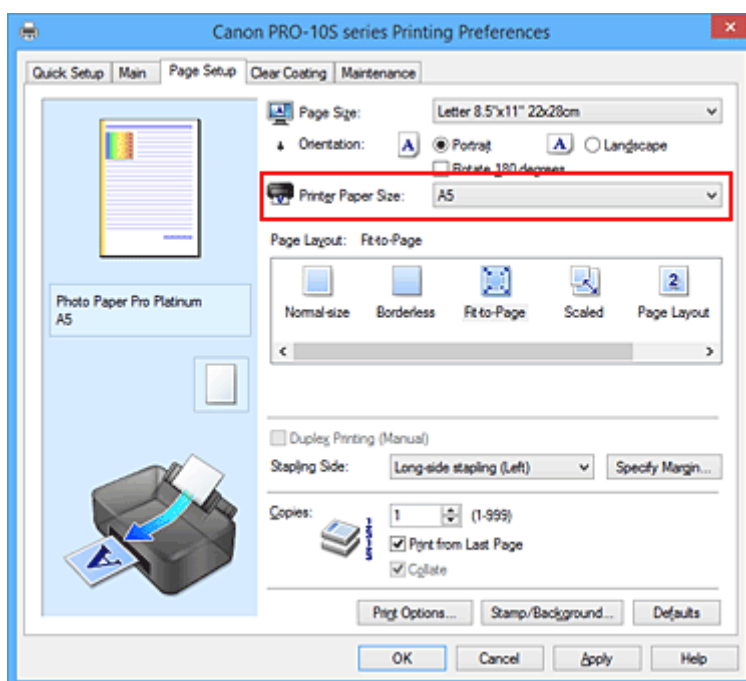 Canon PRO-10S series Printing Preferences
Quick Setup Main Page Setup Clear Coating Maintenance
Page Size: Letter 8.5"x11" 22x28cm
Orientation: A Portrait A Landscape
Rotate 180 degrees
Printer Paper Size: A5
Page Layout: Fit-to-Page
Normal-size Borderless Fit-to-Page Scaled 2 Page Layout
Photo Paper Pro Platinum
A5
Duplex Printing (Manual)
Stapling Side: Long-side stapling (Left) Specify Margin...
Copies: 1 (1-999)
Print from Last Page
Collate
A
Print Options... Stamp/Background... Defaults
OK Cancel Apply Help